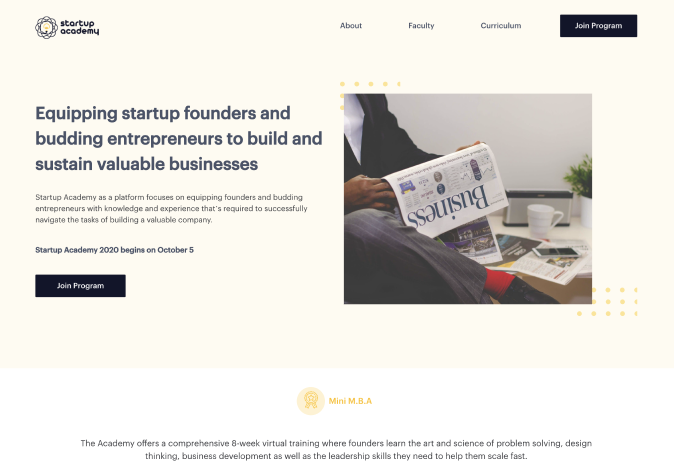 startup
academy
About
Faculty
Curriculum
Join Program
Equipping startup founders and
budding entrepreneurs to build and
sustain valuable businesses
Startup Academy as a platform focuses on equipping founders and budding
entrepreneurs with knowledge and experience that's required to successfully
navigate the tasks of building a valuable company.
Startup Academy 2020 begins on October 5
Join Program
Business
Mini M.B.A
The Academy offers a comprehensive 8-week virtual training where founders learn the art and science of problem solving, design
thinking, business development as well as the leadership skills they need to help them scale fast.